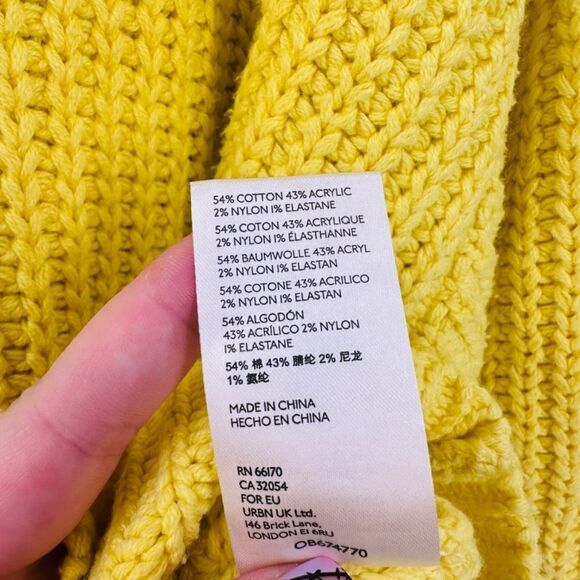 54% COTTON 43% ACRYLIC
2% NYLON 1% ELASTANE
54% COTON 43% ACRYLIQUE
2% NYLON 1% ÉLASTHANNE
54% BAUMWOLLE 43% ACRYL
2% NYLON 1% ELASTAN
54% COTONE 43% ACRILICO
2% NYLON 1% ELASTAN
54% ALGODÓN
43% ACRÍLICO 2% NYLON
1% ELASTANE
54% 棉 43% 腈纶 2% 尼龙
1% 氨纶
MADE IN CHINA
HECHO EN CHINA
RN 66170
CA 32054
FOR EU
URBN UK Ltd.
146 Brick Lane,
LONDON E1 6RU
OB674770